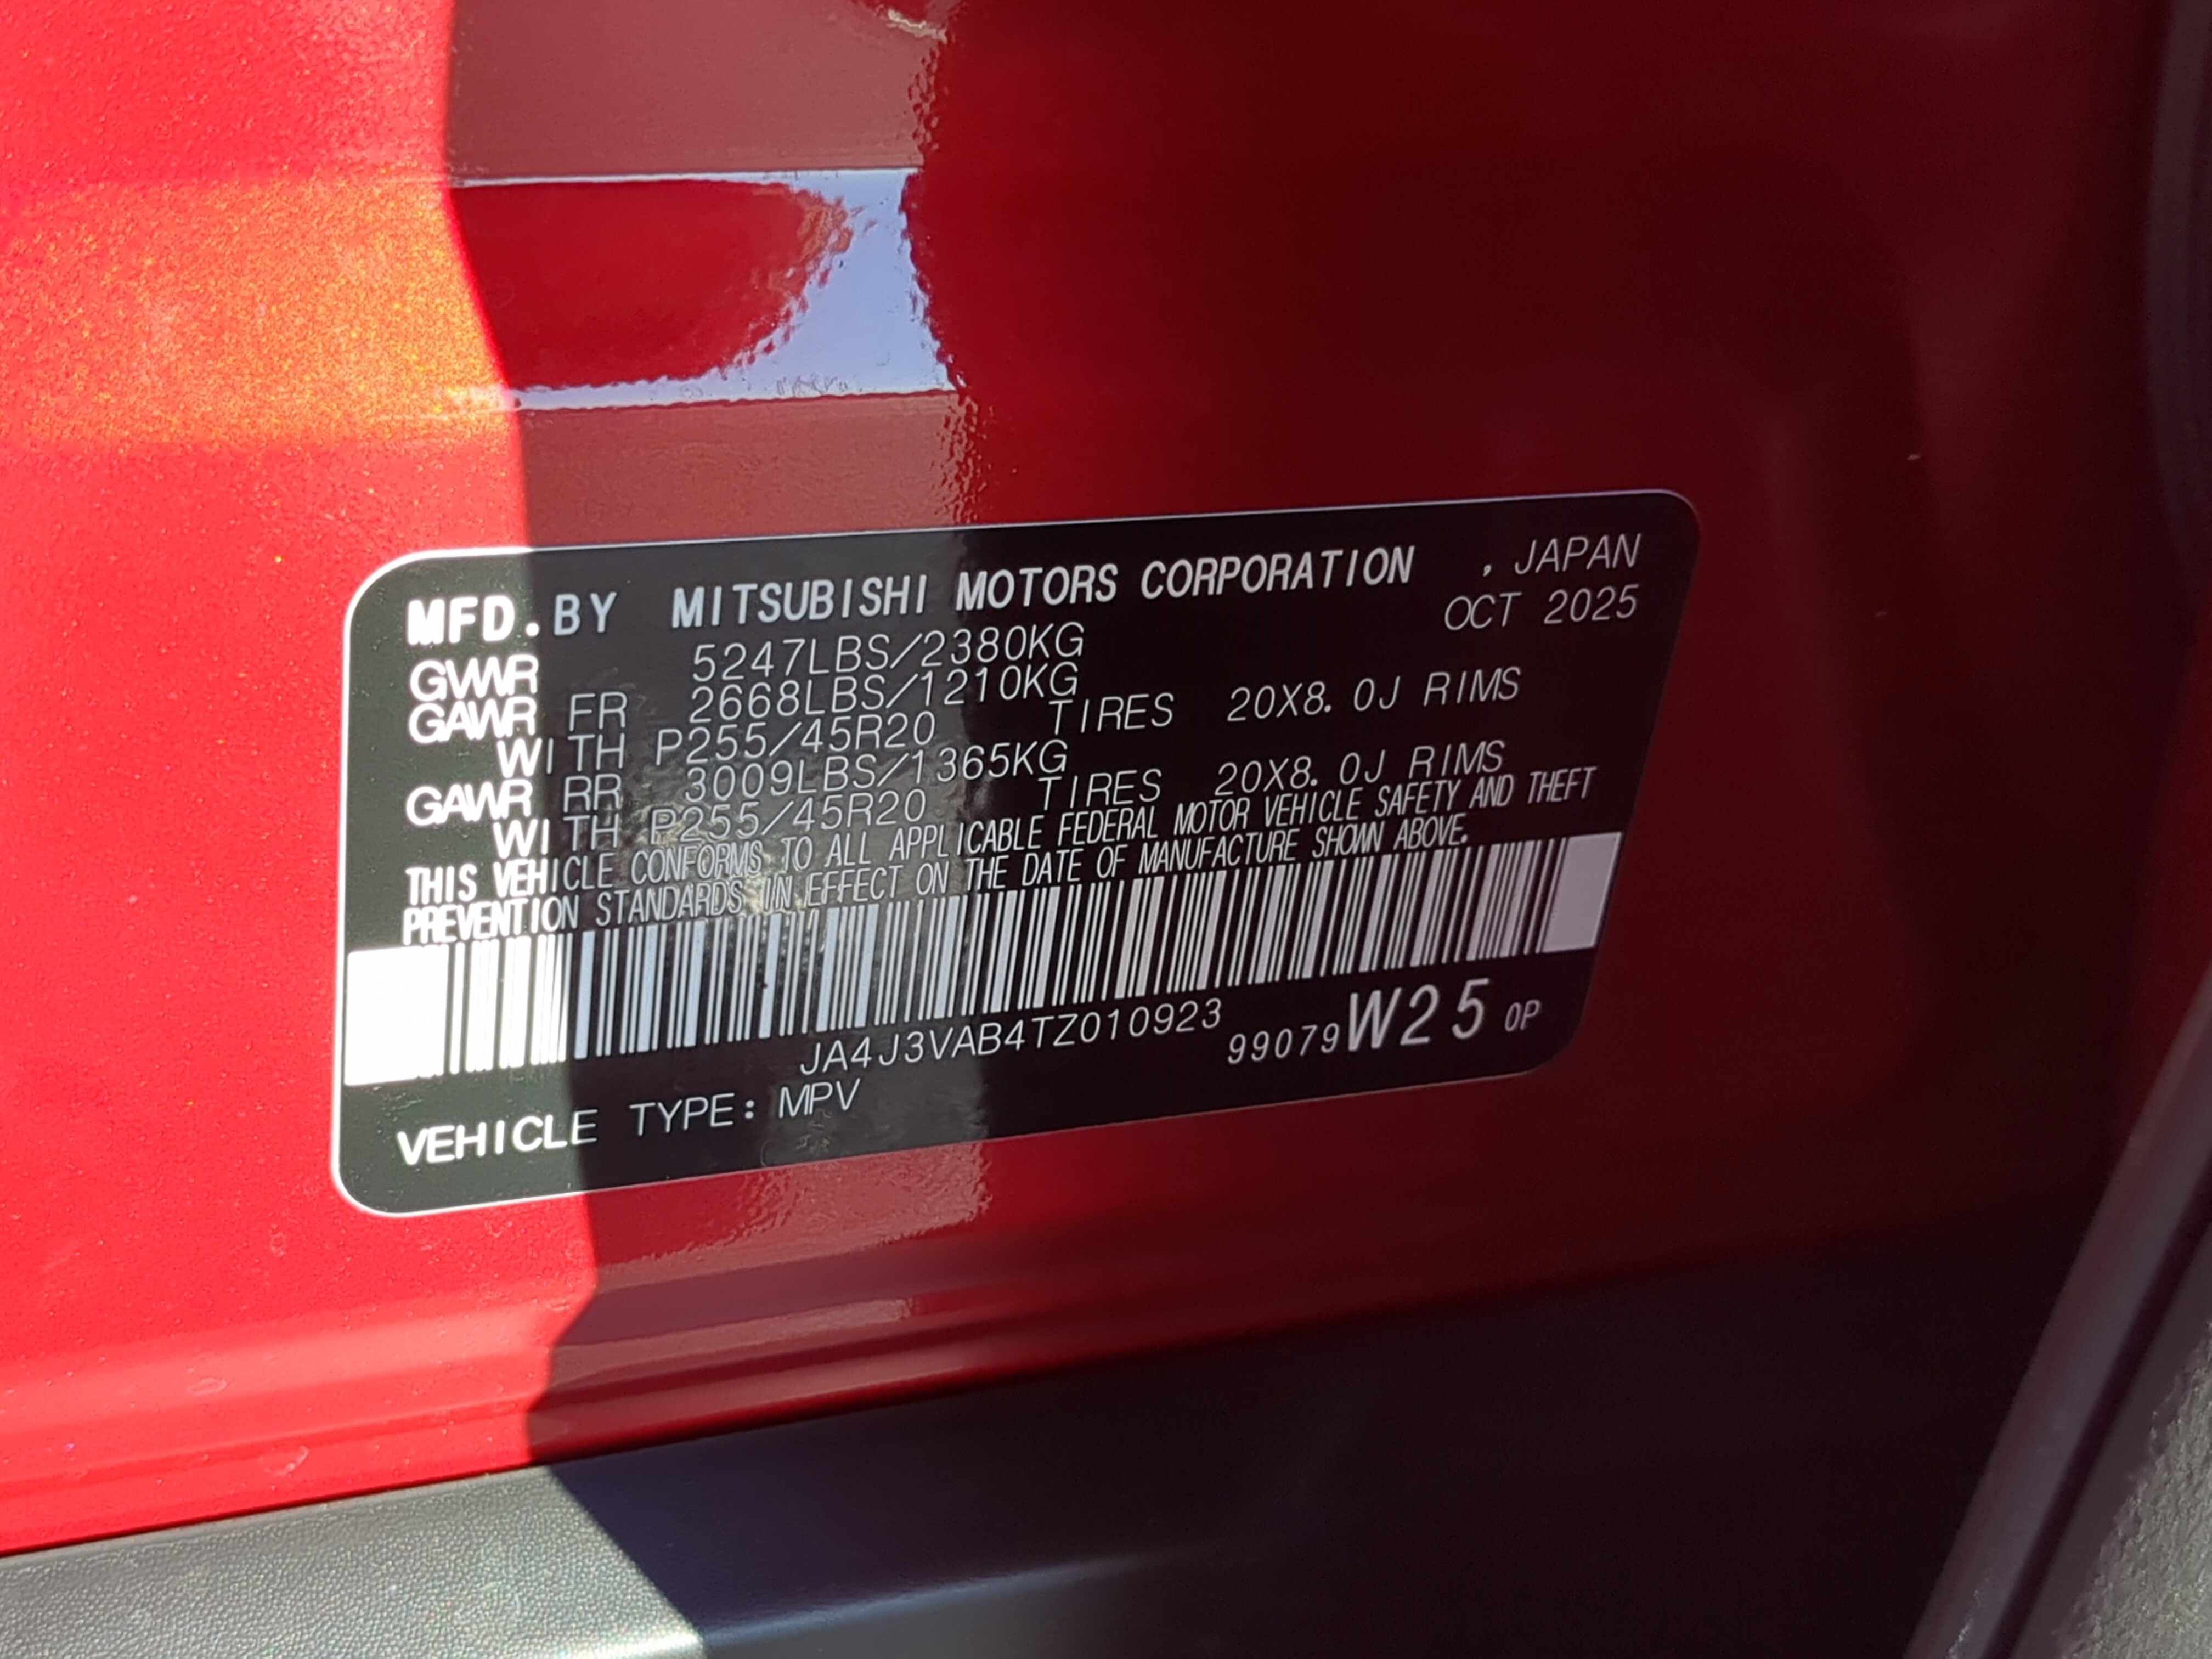 MFD.BY MITSUBISHI MOTORS CORPORATION , JAPAN
OCT 2025
GVWR 5247LBS/2380KG
GAWR FR 2668LBS/1210KG
WITH P255/45R20 TIRES 20X8.0J RIMS
GAWR RR 3009LBS/1365KG
WITH P255/45R20 TIRES 20X8.0J RIMS
THIS VEHICLE CONFORMS TO ALL APPLICABLE FEDERAL MOTOR VEHICLE SAFETY AND THEFT
PREVENTION STANDARDS IN EFFECT ON THE DATE OF MANUFACTURE SHOWN ABOVE.
JA4J3VAB4TZ010923
99079W25 0P
VEHICLE TYPE: MPV